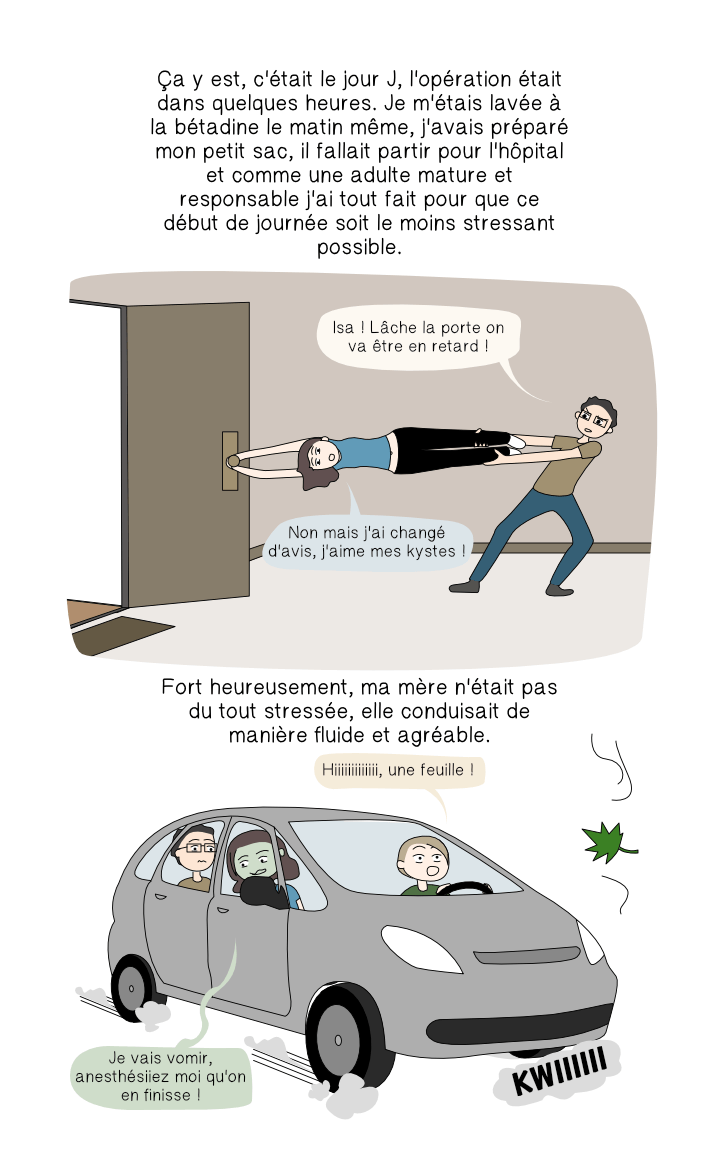 Ça y est, c'était le jour J, l'opération était
dans quelques heures. Je m'étais lavée à
la bétadine le matin même, j'avais préparé
mon petit sac, il fallait partir pour l'hôpital
et comme une adulte mature et
responsable j'ai tout fait pour que ce
début de journée soit le moins stressant
possible.
Isa ! Lâche la porte on
va être en retard !
Non mais j'ai changé
d'avis, j'aime mes kystes !
Fort heureusement, ma mère n'était pas
du tout stressée, elle conduisait de
manière fluide et agréable.
Hiiiiiiiiiiiii, une feuille !
Je vais vomir,
anesthésiiez moi qu'on
en finisse !
KWIIIIII